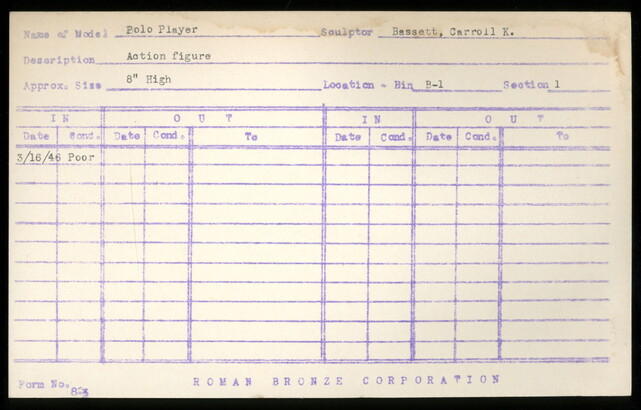 Name of Model Polo Player Sculptor Bassett, Carroll K.
Description Action figure
Approx. Size 8" High Location - Bin B-1 Section 1
IN OUT IN OUT
Date Cond. Date Cond. To Date Cond. Date Cond. To
3/16/46 Poor
Form No. 823 ROMAN BRONZE CORPORATION